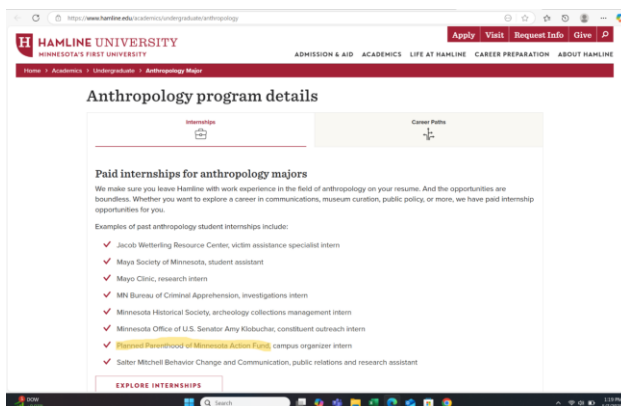 https://www.hamline.edu/academics/undergraduate/anthropology
Apply Visit Request Info Give
H HAMLINE UNIVERSITY
MINNESOTA'S FIRST UNIVERSITY
ADMISSION & AID ACADEMICS LIFE AT HAMLINE CAREER PREPARATION ABOUT HAMLINE
Home > Academics > Undergraduate > Anthropology Major
Anthropology program details
Internships
Career Paths
Paid internships for anthropology majors
We make sure you leave Hamline with work experience in the field of anthropology on your resume. And the opportunities are
boundless. Whether you want to explore a career in communications, museum curation, public policy, or more, we have paid internship
opportunities for you.
Examples of past anthropology student internships include:
Jacob Wetterling Resource Center, victim assistance specialist intern
Maya Society of Minnesota, student assistant
Mayo Clinic, research intern
MN Bureau of Criminal Apprehension, investigations intern
Minnesota Historical Society, archeology collections management intern
Minnesota Office of U.S. Senator Amy Klobuchar, constituent outreach intern
Planned Parenthood of Minnesota Action Fund, campus organizer intern
Salter Mitchell Behavior Change and Communication, public relations and research assistant
EXPLORE INTERNSHIPS
DOW
Search
1:19 PM